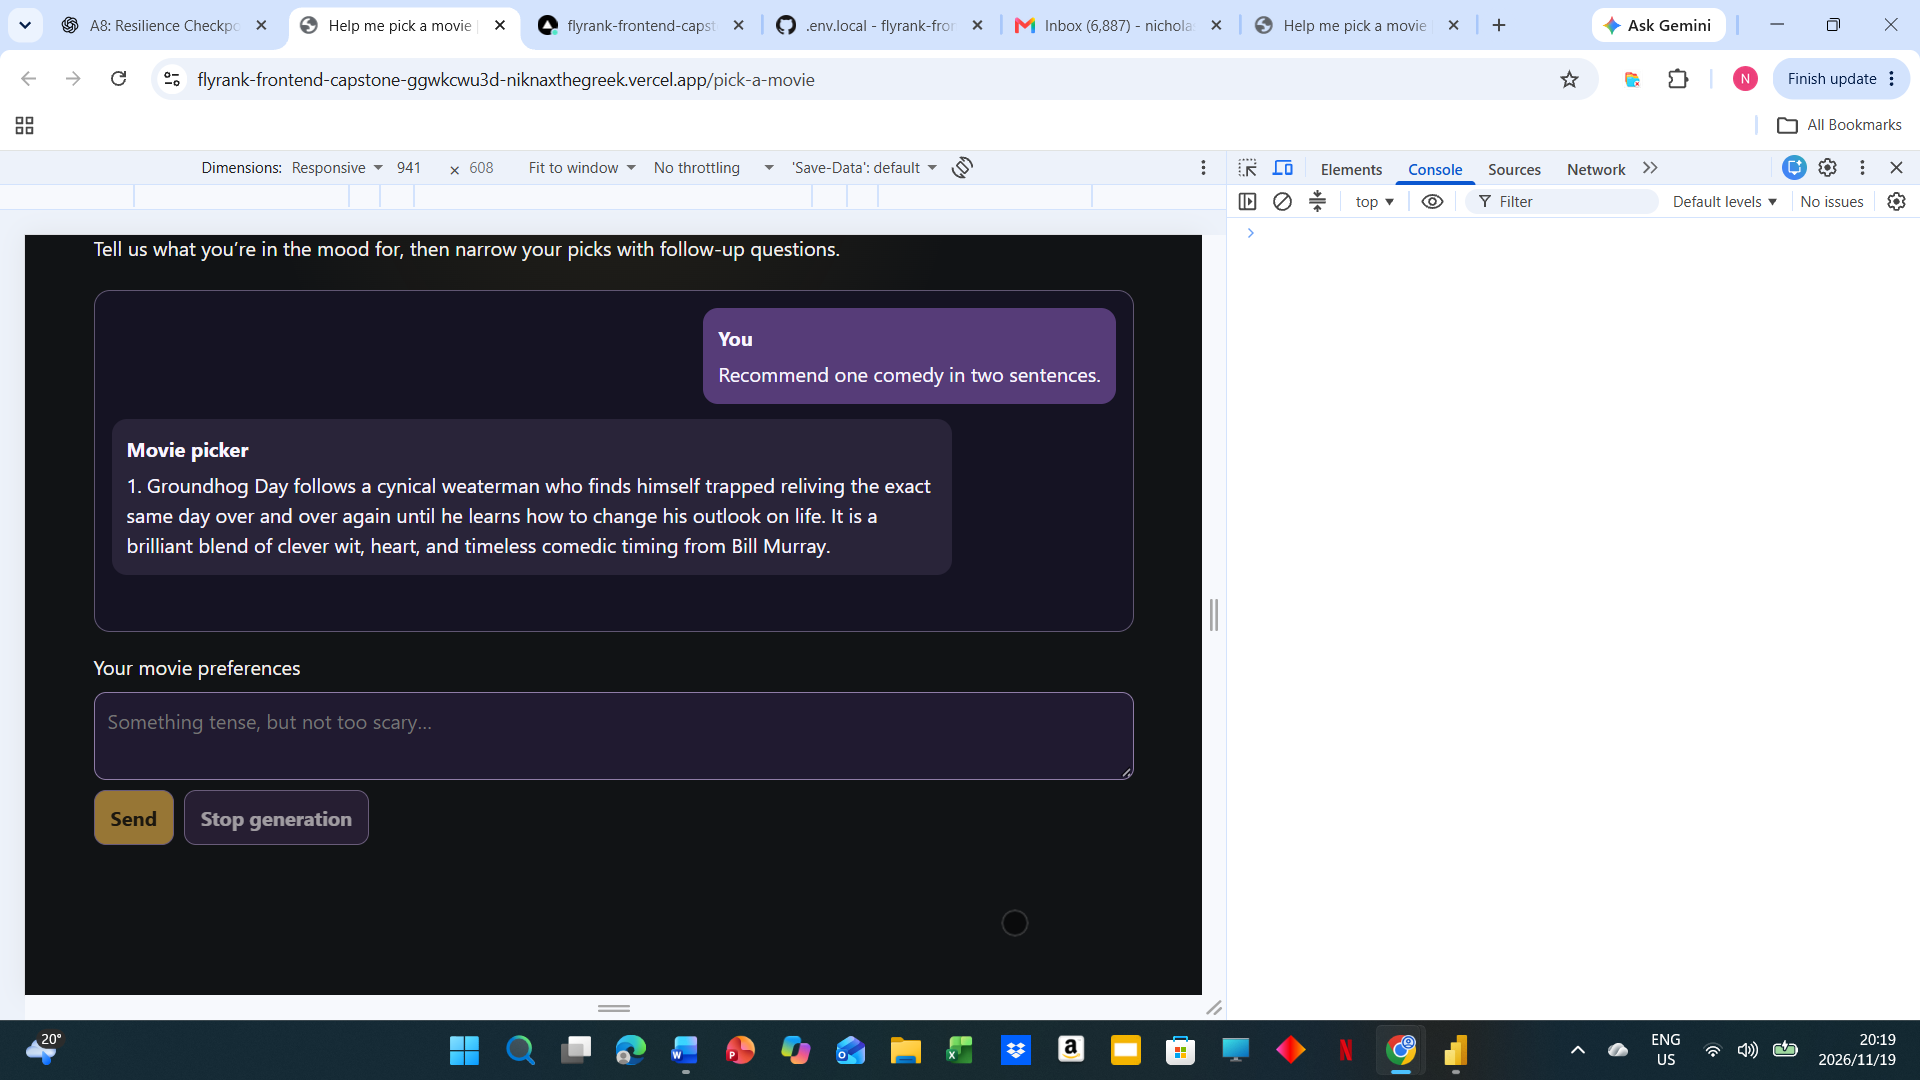 A8: Resilience Checkpo
Help me pick a movie
flyrank-frontend-capst
.env.local - flyrank-fron
Inbox (6,887) - nichola
Help me pick a movie
Ask Gemini
flyrank-frontend-capstone-ggwkcwu3d-niknaxthegreek.vercel.app/pick-a-movie
N
Finish update
All Bookmarks
Dimensions: Responsive 941 x 608 Fit to window No throttling 'Save-Data': default
Elements Console Sources Network
top Filter Default levels No issues
Tell us what you’re in the mood for, then narrow your picks with follow-up questions.
You
Recommend one comedy in two sentences.
Movie picker
1. Groundhog Day follows a cynical weaterman who finds himself trapped reliving the exact
same day over and over again until he learns how to change his outlook on life. It is a
brilliant blend of clever wit, heart, and timeless comedic timing from Bill Murray.
Your movie preferences
Something tense, but not too scary...
Send Stop generation
20°
ENG
US
20:19
2026/11/19